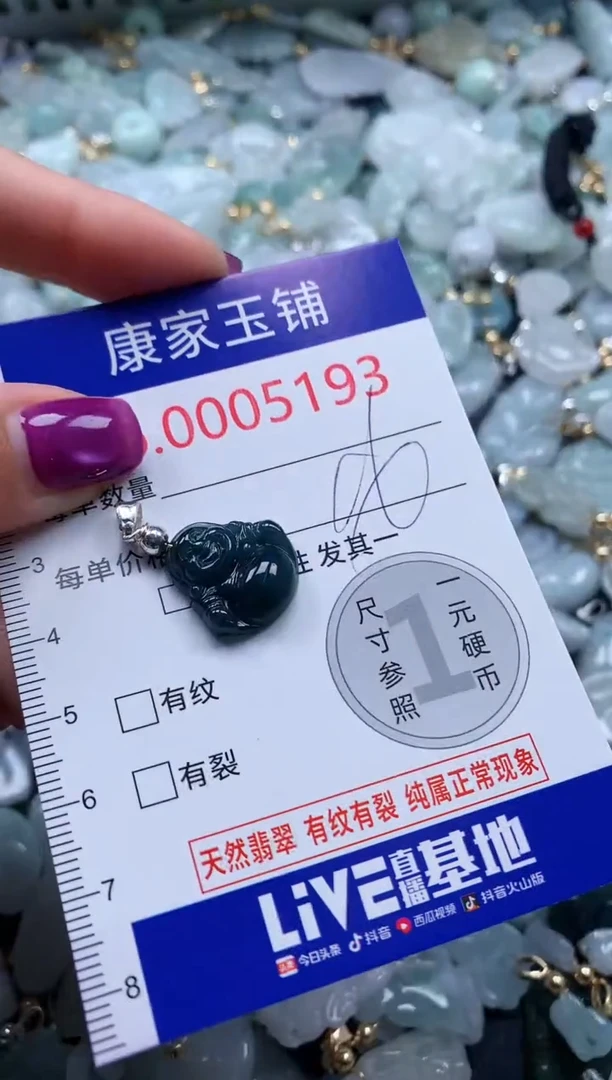 康家玉铺
.0005193
每单数量
每单价格 性 发其一
尺寸参照 1 一元硬币
3
4
5
6
7
8
有纹
有裂
天然翡翠 有纹有裂 纯属正常现象
LiVE直播基地
今日头条 抖音 西瓜视频 抖音火山版